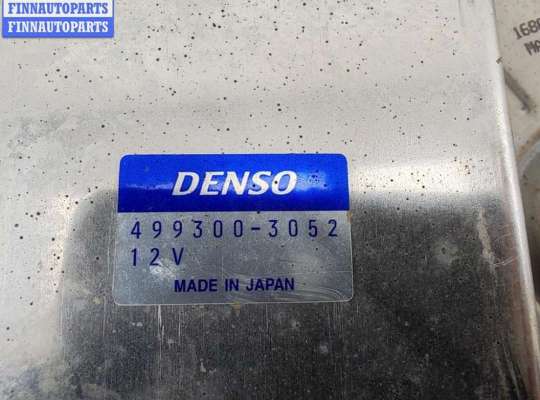 FINNAUTOPARTS
FINNAUTOPARTS
DENSO
499300-3052
12V
MADE IN JAPAN